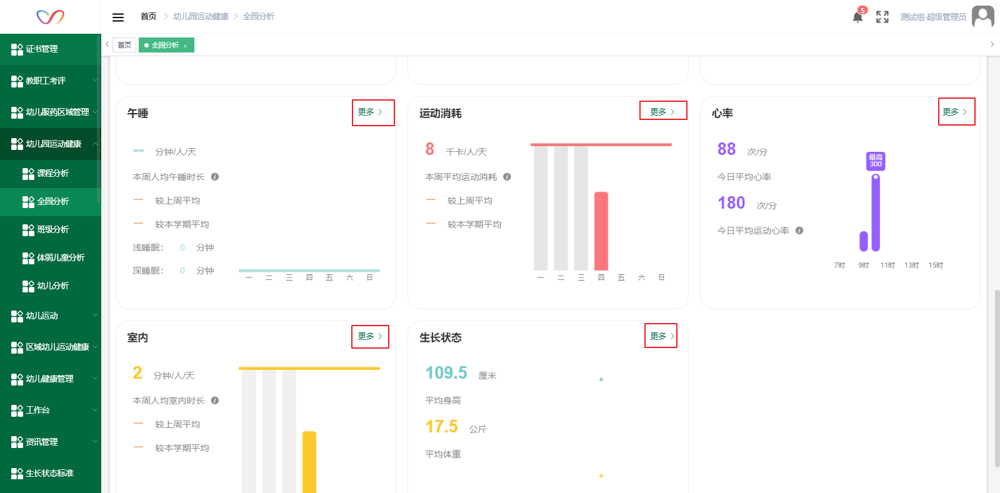 首页 幼儿园运动健康 全园分析
5
测试组-超级管理员
首页 全园分析 ×
证书管理
教职工考评
幼儿服药区域管理
幼儿园运动健康
课程分析
全园分析
班级分析
体弱儿童分析
幼儿分析
幼儿运动
区域幼儿运动健康
幼儿健康管理
工作台
资讯管理
生长状态标准
午睡 更多
-- 分钟/人/天
本周人均午睡时长
一 较上周平均
一 较本学期平均
浅睡眠: 0 分钟
深睡眠: 0 分钟
一 二 三 四 五 六 日
运动消耗 更多
8 千卡/人/天
本周平均运动消耗
一 较上周平均
一 较本学期平均
一 二 三 四 五 六 日
心率 更多
88 次/分
今日平均心率
180 次/分
今日平均运动心率
最高
300
7时 9时 11时 13时 15时
室内 更多
2 分钟/人/天
本周人均室内时长
一 较上周平均
一 较本学期平均
生长状态 更多
109.5 厘米
平均身高
17.5 公斤
平均体重